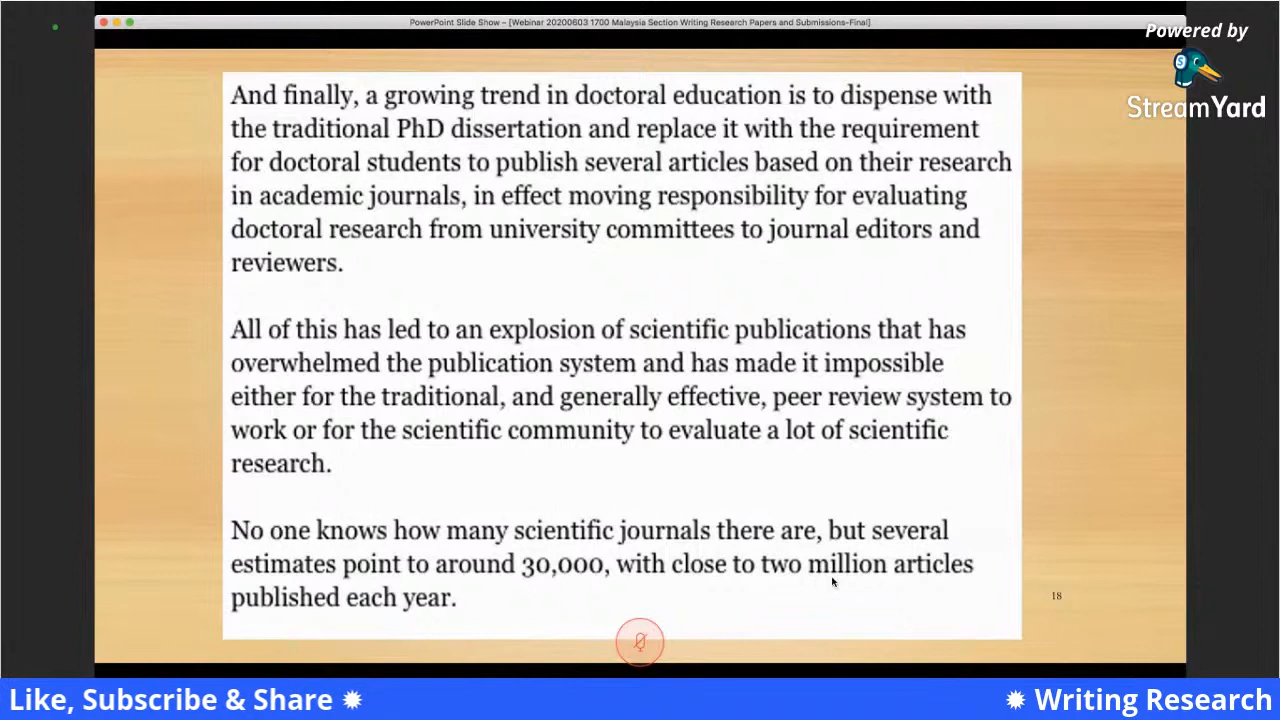 PowerPoint Slide Show – [Webinar 20200603 1700 Malaysia Section Writing Research Papers and Submissions-Final]
Powered by
StreamYard
And finally, a growing trend in doctoral education is to dispense with
the traditional PhD dissertation and replace it with the requirement
for doctoral students to publish several articles based on their research
in academic journals, in effect moving responsibility for evaluating
doctoral research from university committees to journal editors and
reviewers.
All of this has led to an explosion of scientific publications that has
overwhelmed the publication system and has made it impossible
either for the traditional, and generally effective, peer review system to
work or for the scientific community to evaluate a lot of scientific
research.
No one knows how many scientific journals there are, but several
estimates point to around 30,000, with close to two million articles
published each year.
18
Like, Subscribe & Share ✹
✹ Writing Research